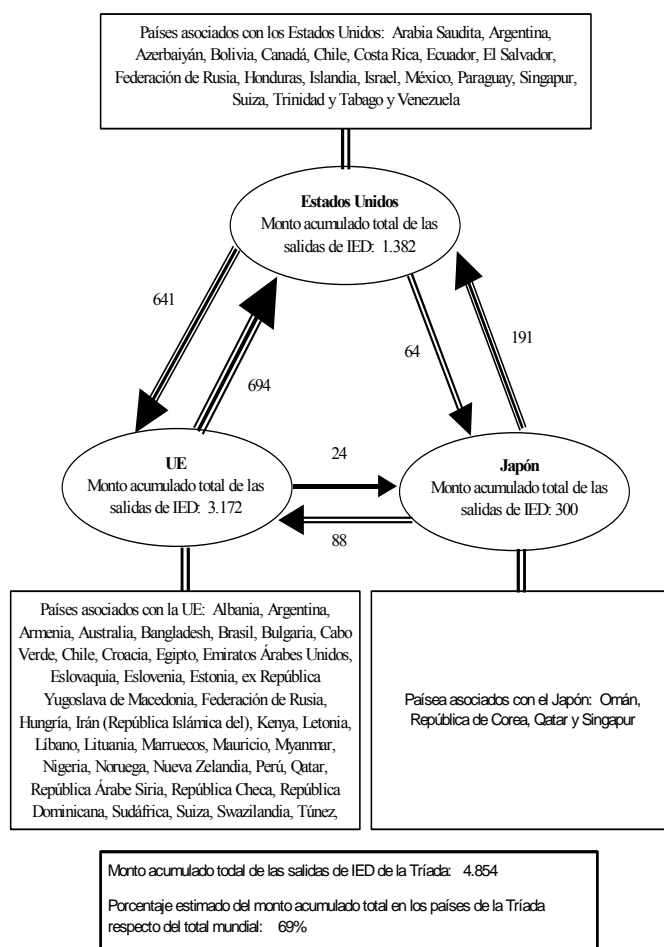 Países asociados con los Estados Unidos: Arabia Saudita, Argentina,
Azerbaiyán, Bolivia, Canadá, Chile, Costa Rica, Ecuador, El Salvador,
Federación de Rusia, Honduras, Islandia, Israel, México, Paraguay, Singapur,
Suiza, Trinidad y Tabago y Venezuela
Estados Unidos
Monto acumulado total de las
salidas de IED: 1.382
641
694
64
191
UE
Monto acumulado total de las
salidas de IED: 3.172
24
88
Japón
Monto acumulado total de las
salidas de IED: 300
Países asociados con la UE: Albania, Argentina,
Armenia, Australia, Bangladesh, Brasil, Bulgaria, Cabo
Verde, Chile, Croacia, Egipto, Emiratos Árabes Unidos,
Eslovaquia, Eslovenia, Estonia, ex República
Yugoslava de Macedonia, Federación de Rusia,
Hungría, Irán (República Islámica del), Kenya, Letonia,
Líbano, Lituania, Marruecos, Mauricio, Myanmar,
Nigeria, Noruega, Nueva Zelandia, Perú, Qatar,
República Árabe Siria, República Checa, República
Dominicana, Sudáfrica, Suiza, Swazilandia, Túnez,
Paísea asociados con el Japón: Omán,
República de Corea, Qatar y Singapur
Monto acumulado todal de las salidas de IED de la Tríada: 4.854
Porcentaje estimado del monto acumulado total en los países de la Tríada
respecto del total mundial: 69%